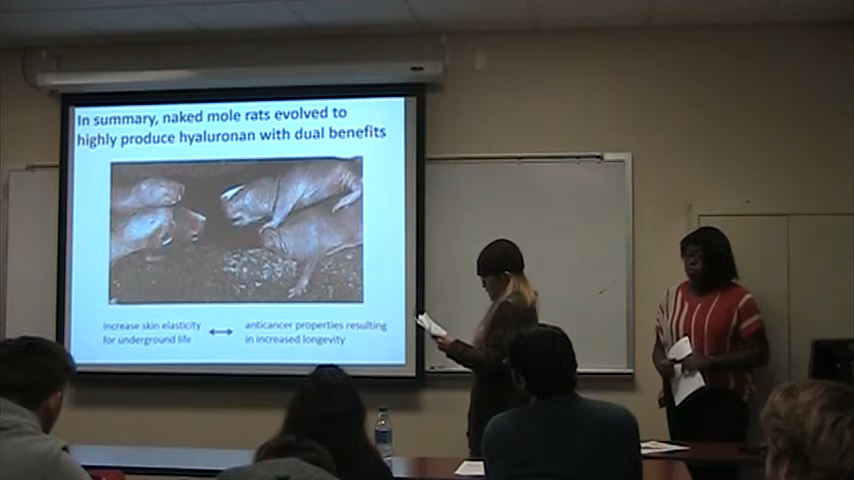 In summary, naked mole rats evolved to
highly produce hyaluronan with dual benefits
increase skin elasticity
for underground life
anticancer properties resulting
in increased longevity